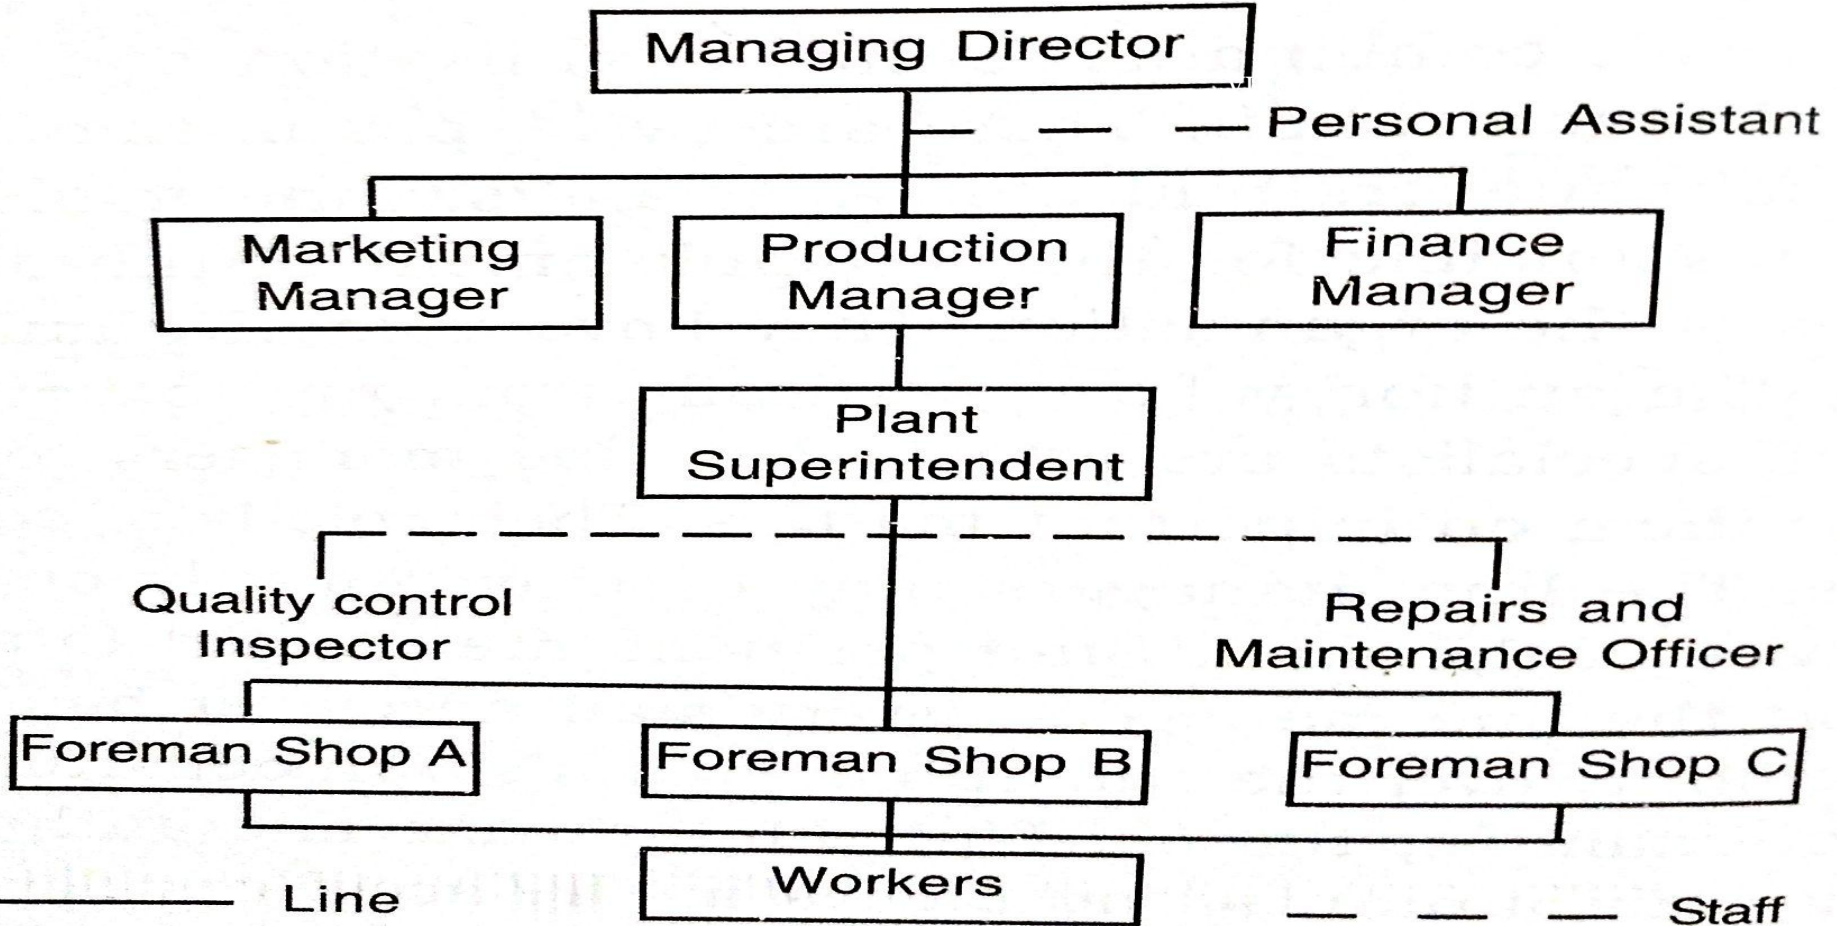 Managing Director
Personal Assistant
Marketing
Manager
Production
Manager
Finance
Manager
Plant
Superintendent
Quality control
Inspector
Repairs and
Maintenance Officer
Foreman Shop A
Foreman Shop B
Foreman Shop C
Workers
Line
Staff